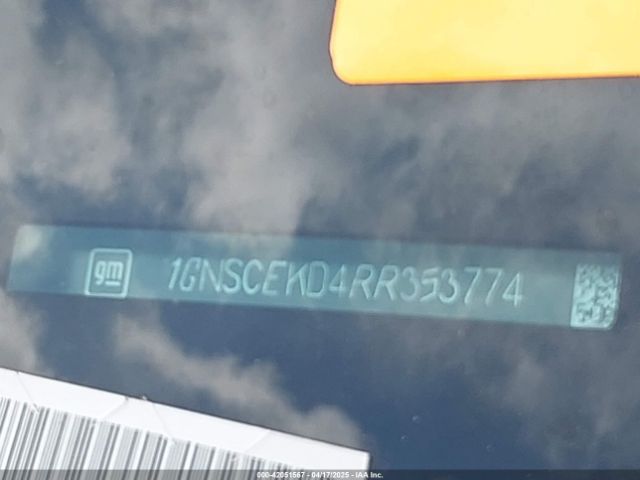 gm 1GNSCEKD4RR353774
000-42051567 - 04/17/2025 - IAA Inc.